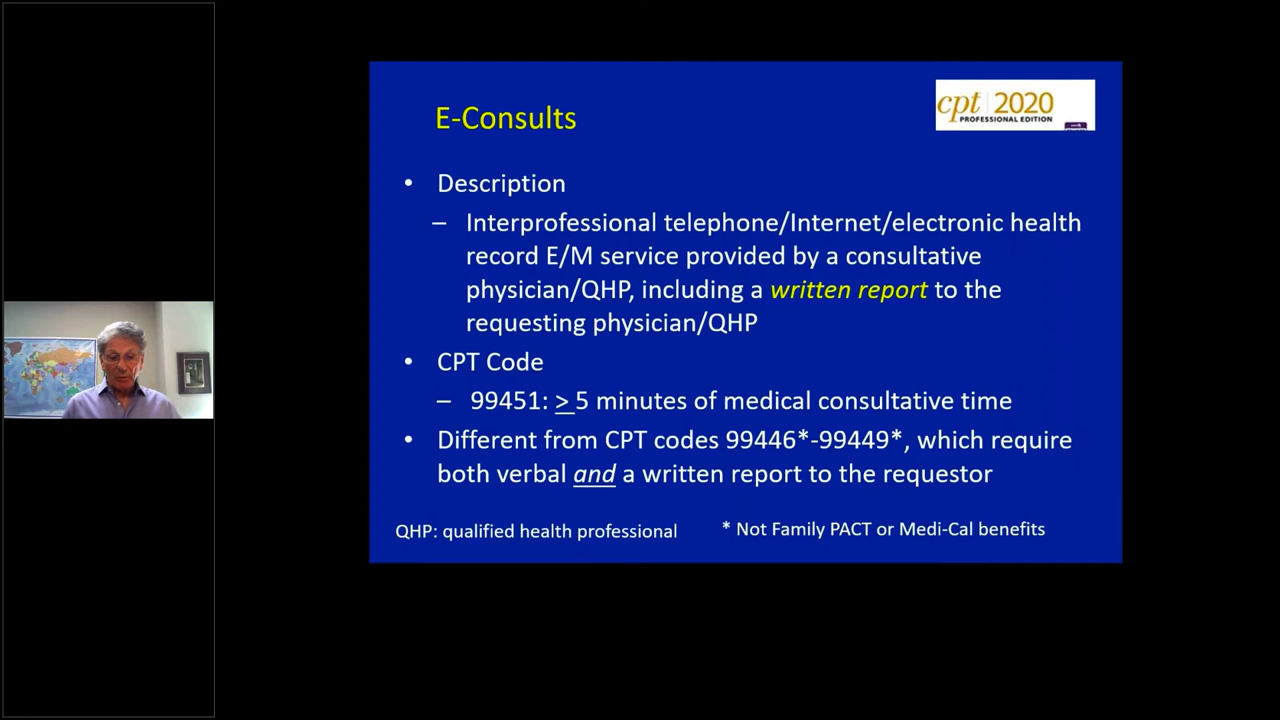 E-Consults
cpt 2020
PROFESSIONAL EDITION
• Description
– Interprofessional telephone/Internet/electronic health
record E/M service provided by a consultative
physician/QHP, including a written report to the
requesting physician/QHP
• CPT Code
– 99451: > 5 minutes of medical consultative time
• Different from CPT codes 99446*-99449*, which require
both verbal and a written report to the requestor
QHP: qualified health professional
* Not Family PACT or Medi-Cal benefits